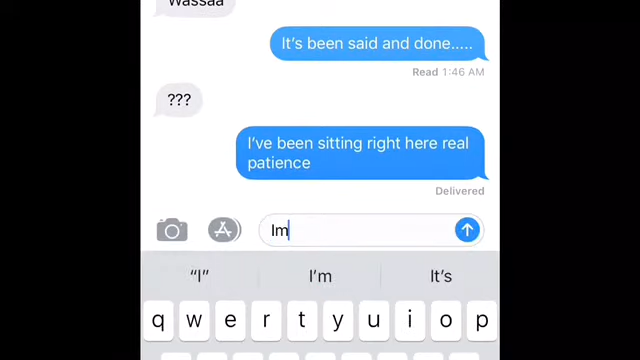 Wassaa
It's been said and done.....
Read 1:46 AM
???
I've been sitting right here real
patience
Delivered
Im
"I" I'm It's
q w e r t y u i o p